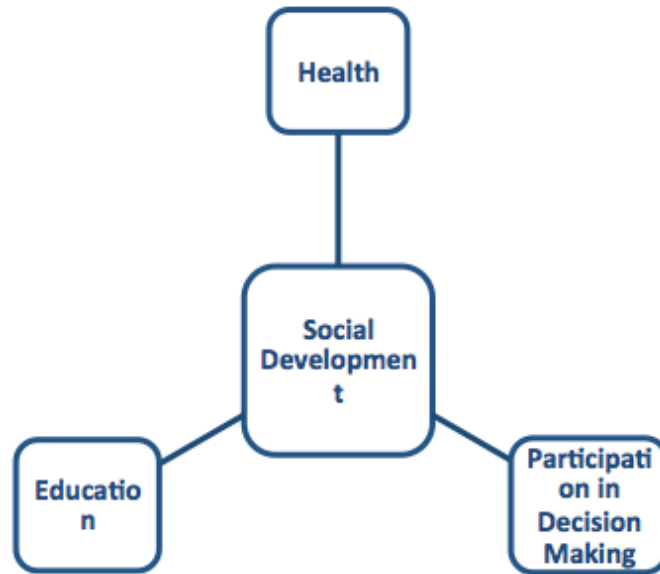 Health
Social
Developmen
t
Educatio
n
Participati
on in
Decision
Making